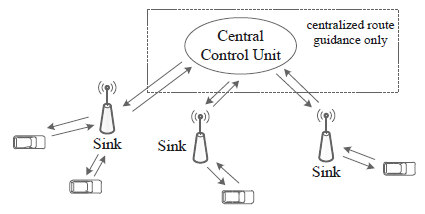 centralized route
guidance only
Central
Control Unit
Sink
Sink
Sink